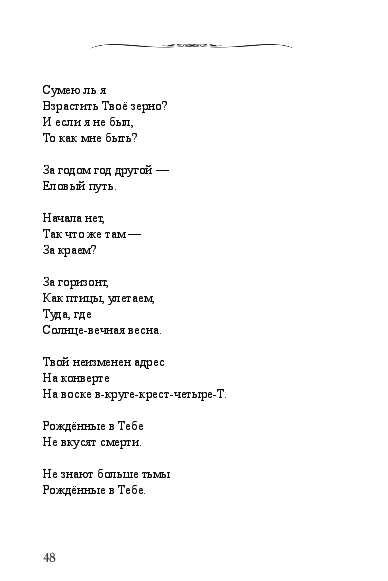 Сумею ль я
Взрастить Твоё зерно?
И если я не был,
То как мне быть?
За годом год другой —
Еловый путь.
Начала нет,
Так что же там —
За краем?
За горизонт,
Как птицы, улетаем,
Туда, где
Солнце-вечная весна.
Твой неизменен адрес
На конверте
На воске в-круге-крест-четыре-Т.
Рождённые в Тебе
Не вкусят смерти.
Не знают больше тьмы
Рождённые в Тебе.
48